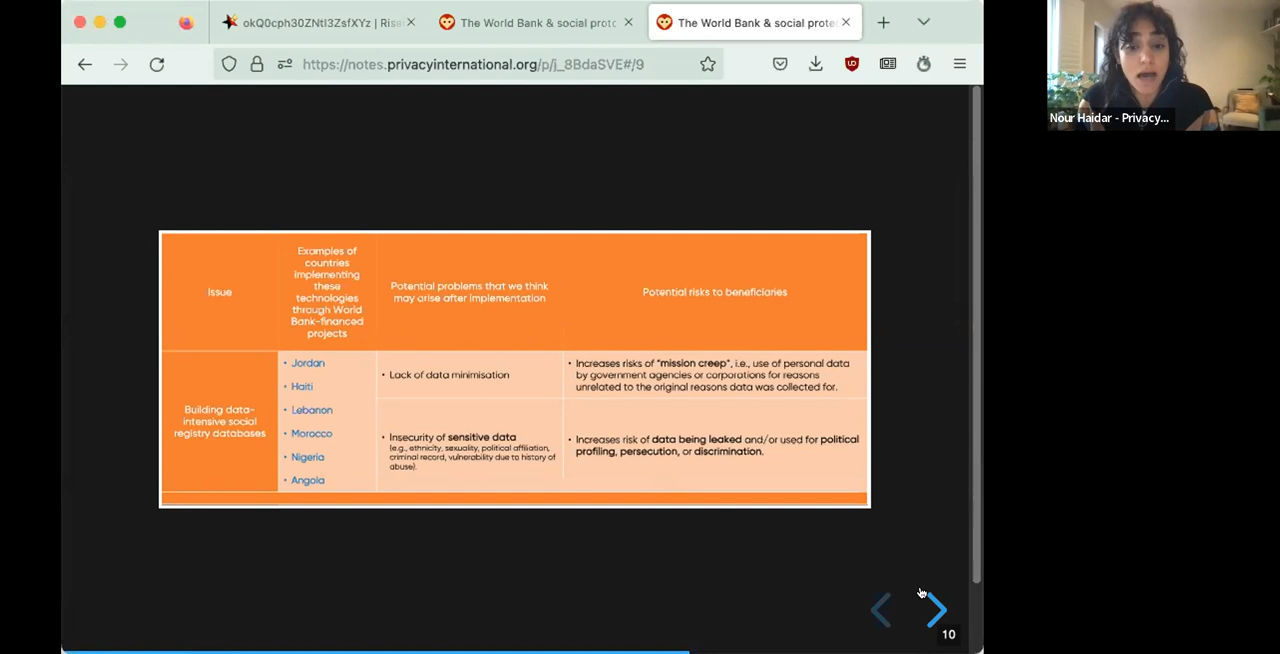 okQ0cph30ZNtI3ZsfXYz | Rise
The World Bank & social protec
The World Bank & social protec
https://notes.privacyinternational.org/p/j_8BdaSVE#/9
Nour Haidar - Privacy...
Issue
Examples of
countries
implementing
these
technologies
through World
Bank-financed
projects
Potential problems that we think
may arise after implementation
Potential risks to beneficiaries
Building data-
intensive social
registry databases
• Jordan
• Haiti
• Lebanon
• Morocco
• Nigeria
• Angola
• Lack of data minimisation
• Increases risks of "mission creep", i.e., use of personal data
by government agencies or corporations for reasons
unrelated to the original reasons data was collected for.
• Insecurity of sensitive data
(e.g., ethnicity, sexuality, political affiliation,
criminal record, vulnerability due to history of
abuse).
• Increases risk of data being leaked and/or used for political
profiling, persecution, or discrimination.
10